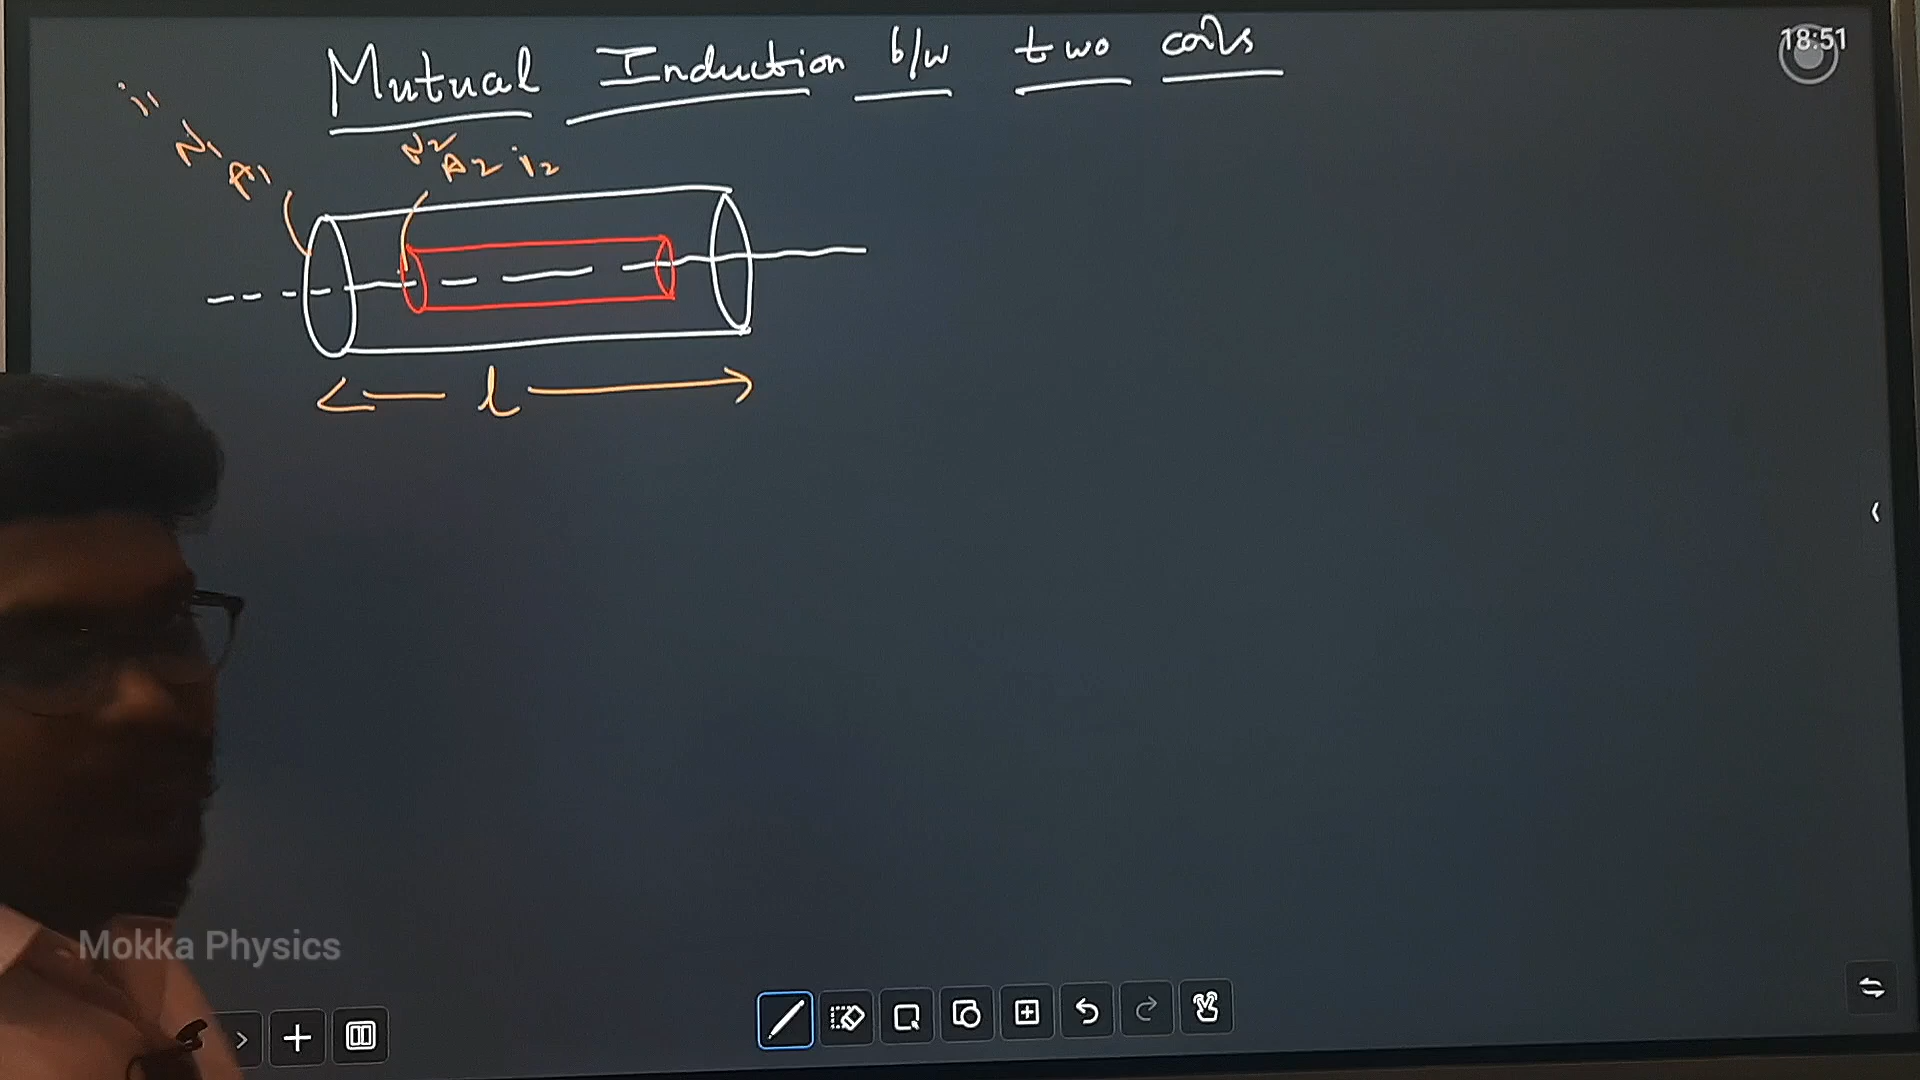 Mutual Induction b/w two coils
18:51
i1 N1 A1
N2 A2 i2
l
Mokka Physics